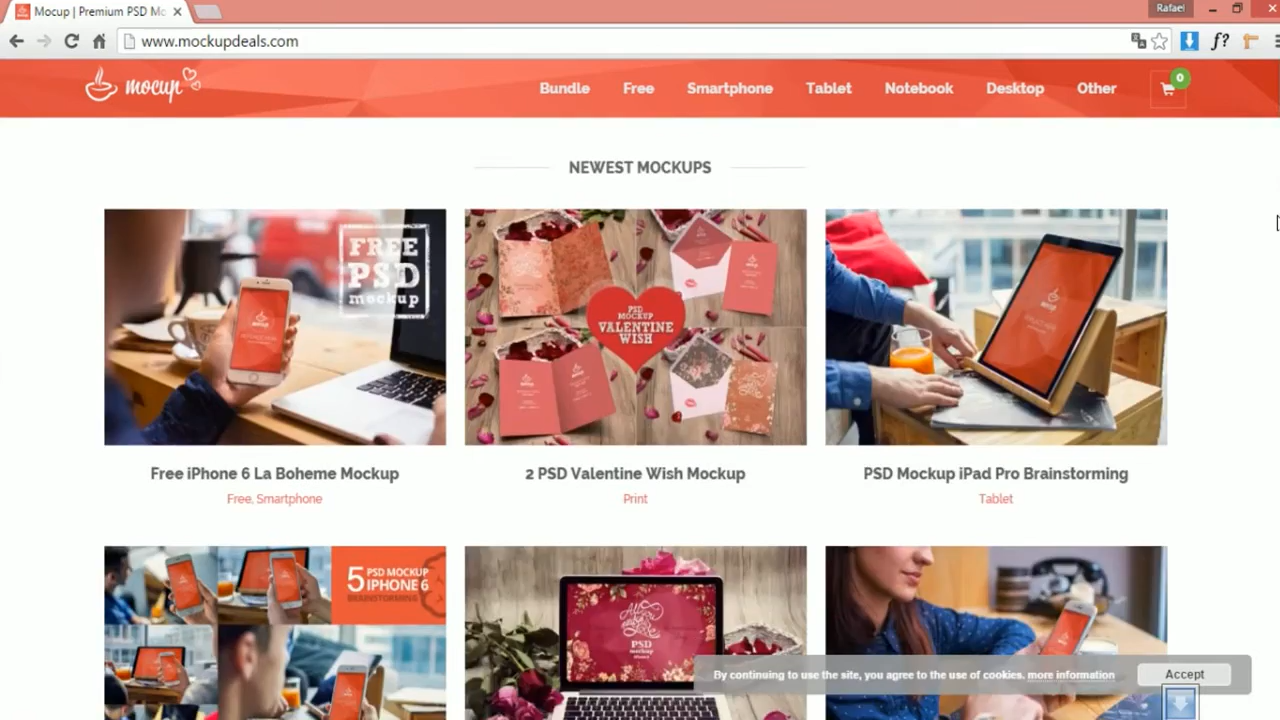 Mocup | Premium PSD Mc
Rafael
www.mockupdeals.com
f?
mocup
Bundle Free Smartphone Tablet Notebook Desktop Other
0
NEWEST MOCKUPS
FREE
PSD
mockup
PSD
MOCKUP
VALENTINE
WISH
Free iPhone 6 La Boheme Mockup
Free, Smartphone
2 PSD Valentine Wish Mockup
Print
PSD Mockup iPad Pro Brainstorming
Tablet
5 PSD MOCKUP
IPHONE 6
BRAINSTORMING
PSD
mockup
By continuing to use the site, you agree to the use of cookies. more information
Accept